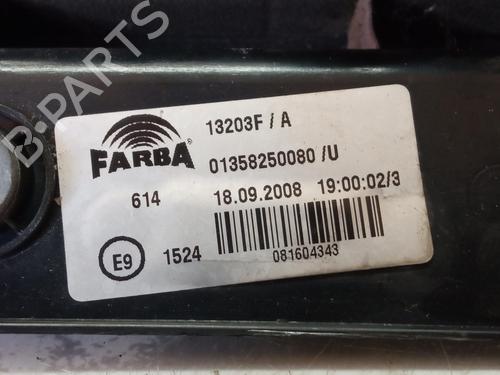 B-PARTS
FARBA
13203F / A
01358250080 /U
614
18.09.2008 19:00:02/3
E9
1524
081604343